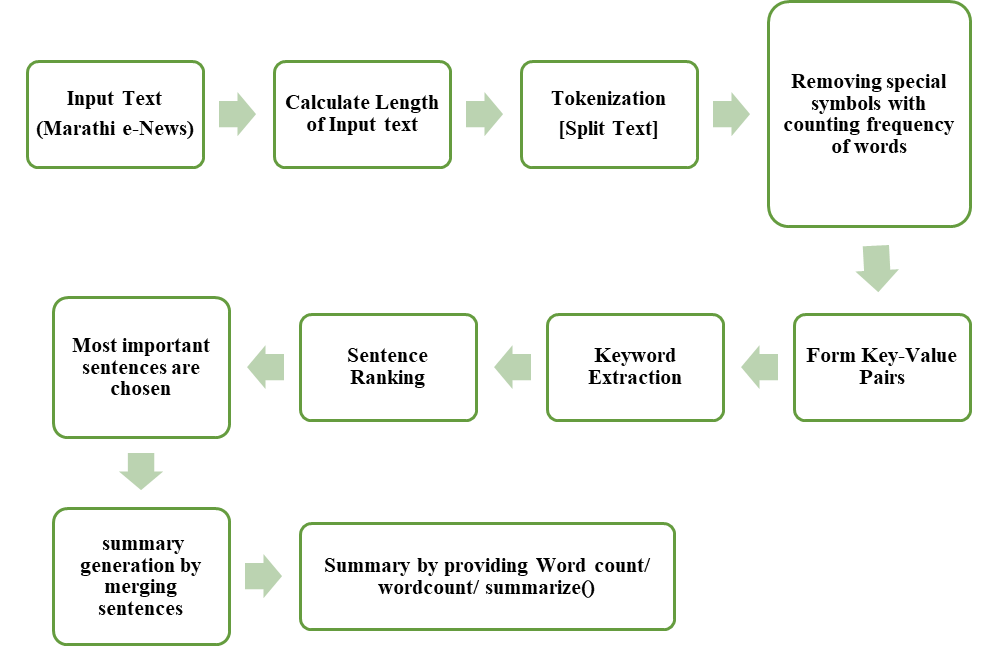 Input Text
(Marathi e-News)
Calculate Length
of Input text
Tokenization
[Split Text]
Removing special
symbols with
counting frequency
of words
Form Key-Value
Pairs
Keyword
Extraction
Sentence
Ranking
Most important
sentences are
chosen
summary
generation by
merging
sentences
Summary by providing Word count/
wordcount/ summarize()